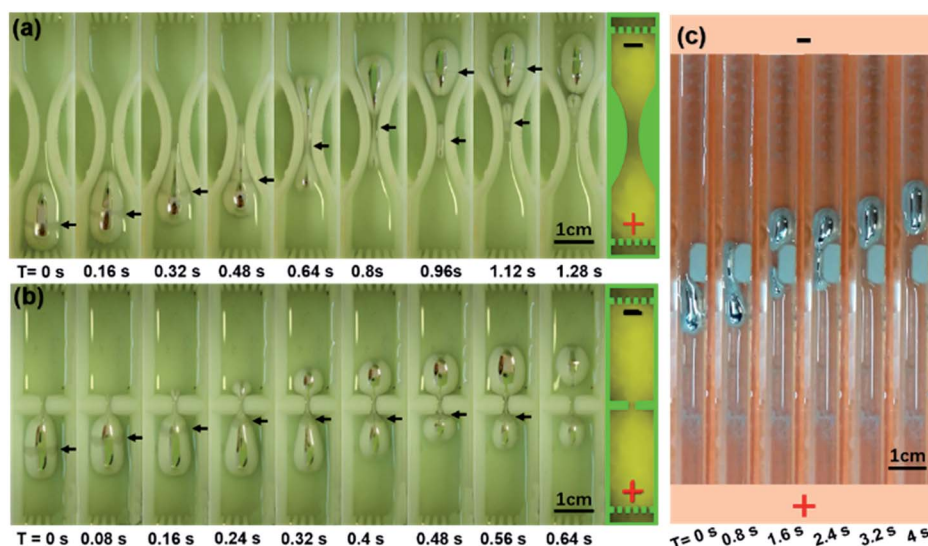 (a)
−
+
1cm
T= 0 s 0.16 s 0.32 s 0.48 s 0.64 s 0.8s 0.96s 1.12 s 1.28 s
(b)
−
+
1cm
T = 0 s 0.08 s 0.16 s 0.24 s 0.32 s 0.4 s 0.48 s 0.56 s 0.64 s
(c)
-
1cm
+
T= 0 s 0.8 s 1.6 s 2.4 s 3.2 s 4 s